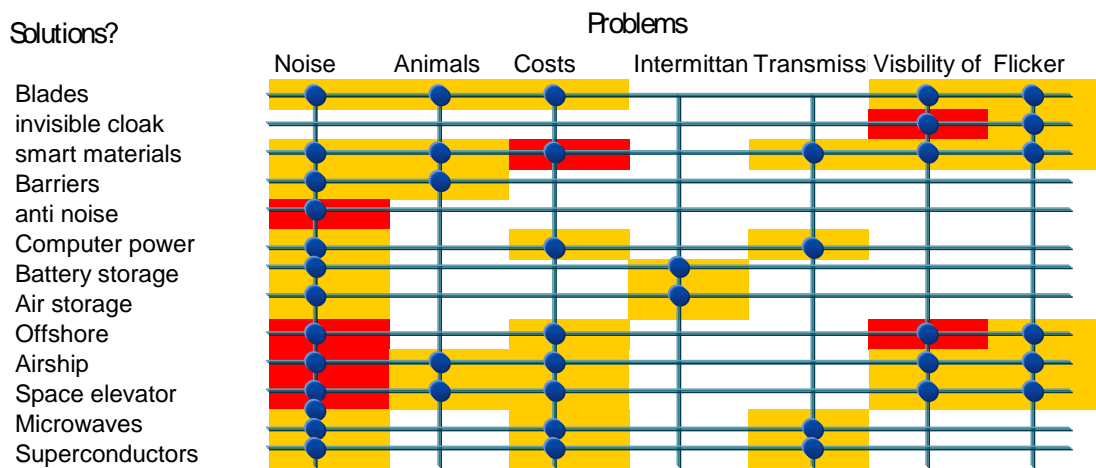 Solutions?
Problems
Noise Animals Costs Intermittan Transmiss Visbility of Flicker
Blades
invisible cloak
smart materials
Barriers
anti noise
Computer power
Battery storage
Air storage
Offshore
Airship
Space elevator
Microwaves
Superconductors